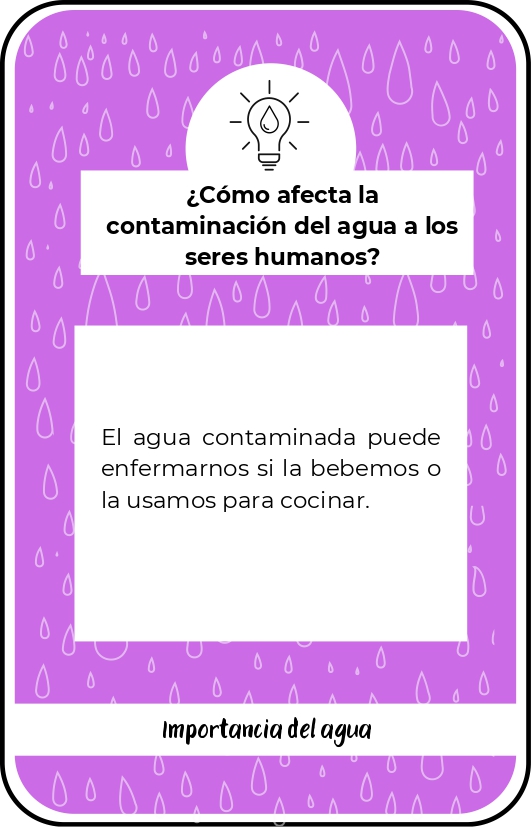 ¿Cómo afecta la
contaminación del agua a los
seres humanos?
El agua contaminada puede
enfermarnos si la bebemos o
la usamos para cocinar.
Importancia del agua